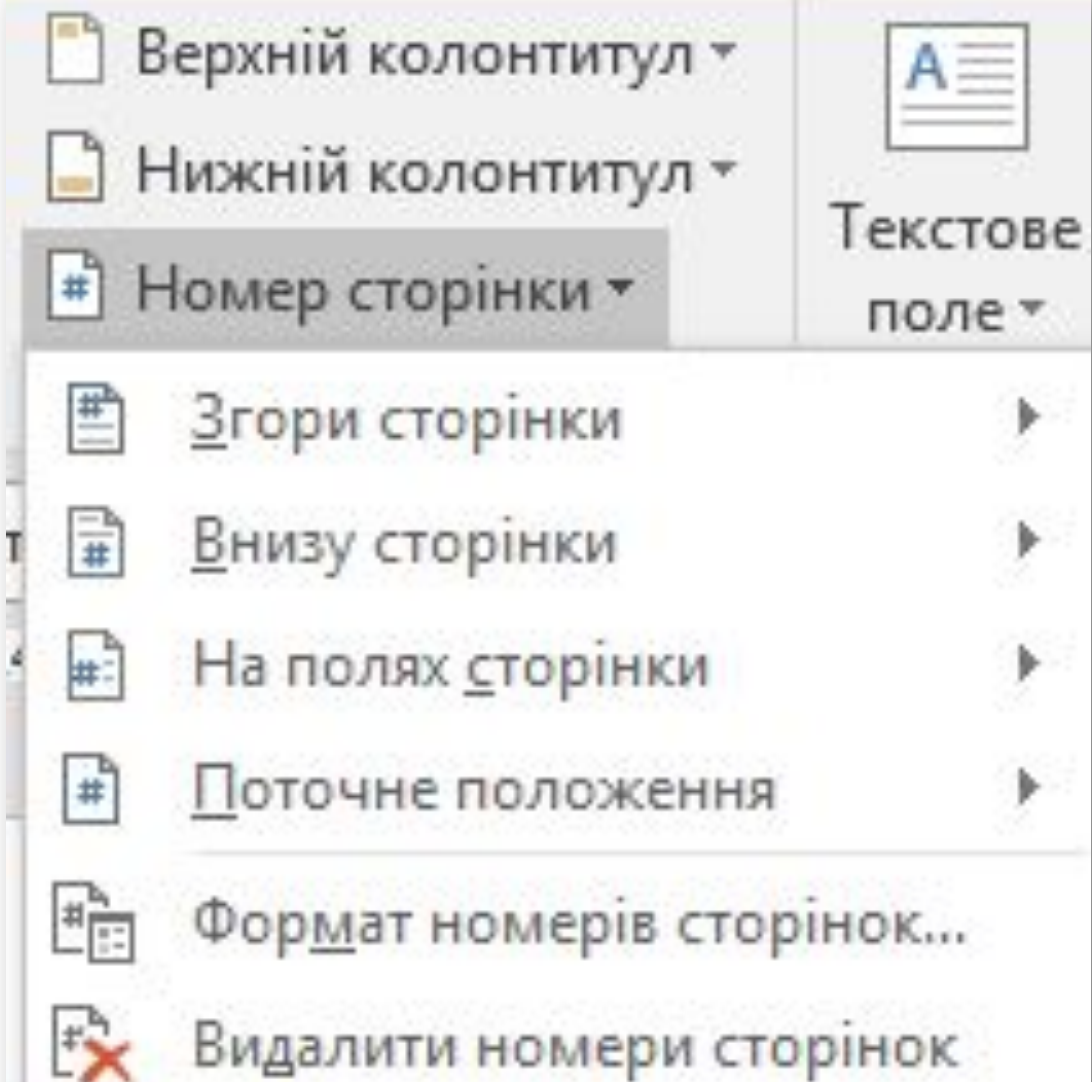 Верхній колонтитул
Нижній колонтитул
Номер сторінки
Текстове
поле
Згори сторінки
Внизу сторінки
На полях сторінки
Поточне положення
Формат номерів сторінок...
Видалити номери сторінок